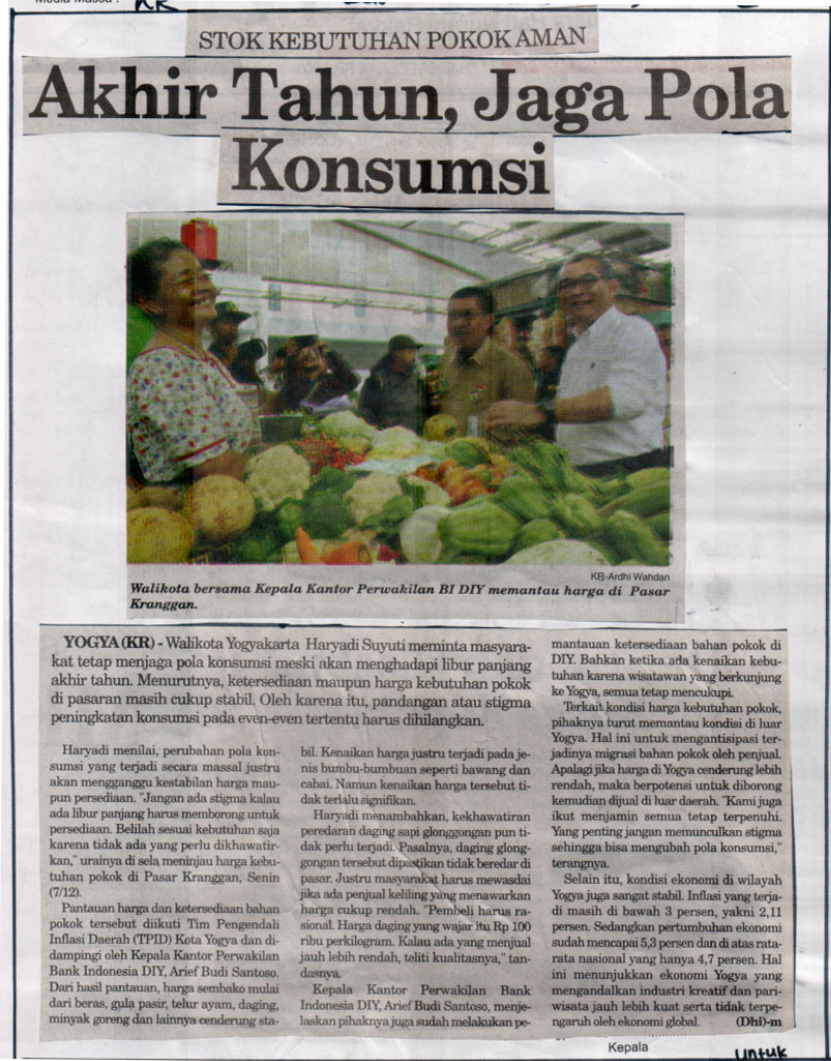 Media Massa : KR
STOK KEBUTUHAN POKOK AMAN
Akhir Tahun, Jaga Pola
Konsumsi
KR-Ardhi Wahdan
Walikota bersama Kepala Kantor Perwakilan BI DIY memantau harga di Pasar
Kranggan.
YOGYA (KR) - Walikota Yogyakarta Haryadi Suyuti meminta masyara-
kat tetap menjaga pola konsumsi meski akan menghadapi libur panjang
akhir tahun. Menurutnya, ketersediaan maupun harga kebutuhan pokok
di pasaran masih cukup stabil. Oleh karena itu, pandangan atau stigma
peningkatan konsumsi pada even-even tertentu harus dihilangkan.
Haryadi menilai, perubahan pola kon-
sumsi yang terjadi secara massal justru
akan mengganggu kestabilan harga mau-
pun persediaan. "Jangan ada stigma kalau
ada libur panjang harus memborong untuk
persediaan. Belilah sesuai kebutuhan saja
karena tidak ada yang perlu dikhawatir-
kan," urainya di sela meninjau harga kebu-
tuhan pokok di Pasar Kranggan, Senin
(7/12).
Pantauan harga dan ketersediaan bahan
pokok tersebut diikuti Tim Pengendali
Inflasi Daerah (TPID) Kota Yogya dan di-
dampingi oleh Kepala Kantor Perwakilan
Bank Indonesia DIY, Arief Budi Santoso.
Dari hasil pantauan, harga sembako mulai
dari beras, gula pasir, telur ayam, daging,
minyak goreng dan lainnya cenderung sta-
bil. Kenaikan harga justru terjadi pada je-
nis bumbu-bumbuan seperti bawang dan
cabai. Namun kenaikan harga tersebut ti-
dak terlalu signifikan.
Haryadi menambahkan, kekhawatiran
peredaran daging sapi glonggongan pun ti-
dak perlu terjadi. Pasalnya, daging glong-
gongan tersebut dipastikan tidak beredar di
pasar. Justru masyarakat harus mewasdai
jika ada penjual keliling yang menawarkan
harga cukup rendah. "Pembeli harus ra-
sional. Harga daging yang wajar itu Rp 100
ribu perkilogram. Kalau ada yang menjual
jauh lebih rendah, teliti kualitasnya," tan-
dasnya.
Kepala Kantor Perwakilan Bank
Indonesia DIY, Arief Budi Santoso, menje-
laskan pihaknya juga sudah melakukan pe-
mantauan ketersediaan bahan pokok di
DIY. Bahkan ketika ada kenaikan kebu-
tuhan karena wisatawan yang berkunjung
ke Yogya, semua tetap mencukupi.
Terkait kondisi harga kebutuhan pokok,
pihaknya turut memantau kondisi di luar
Yogya. Hal ini untuk mengantisipasi ter-
jadinya migrasi bahan pokok oleh penjual.
Apalagi jika harga di Yogya cenderung lebih
rendah, maka berpotensi untuk diborong
kemudian dijual di luar daerah. "Kami juga
ikut menjamin semua tetap terpenuhi.
Yang penting jangan memunculkan stigma
sehingga bisa mengubah pola konsumsi,"
terangnya.
Selain itu, kondisi ekonomi di wilayah
Yogya juga sangat stabil. Inflasi yang terja-
di masih di bawah 3 persen, yakni 2,11
persen. Sedangkan pertumbuhan ekonomi
sudah mencapai 5,3 persen dan di atas rata-
rata nasional yang hanya 4,7 persen. Hal
ini menunjukkan ekonomi Yogya yang
mengandalkan industri kreatif dan pari-
wisata jauh lebih kuat serta tidak terpe-
ngaruh oleh ekonomi global. (Dhi)-m
Kepala
untuk